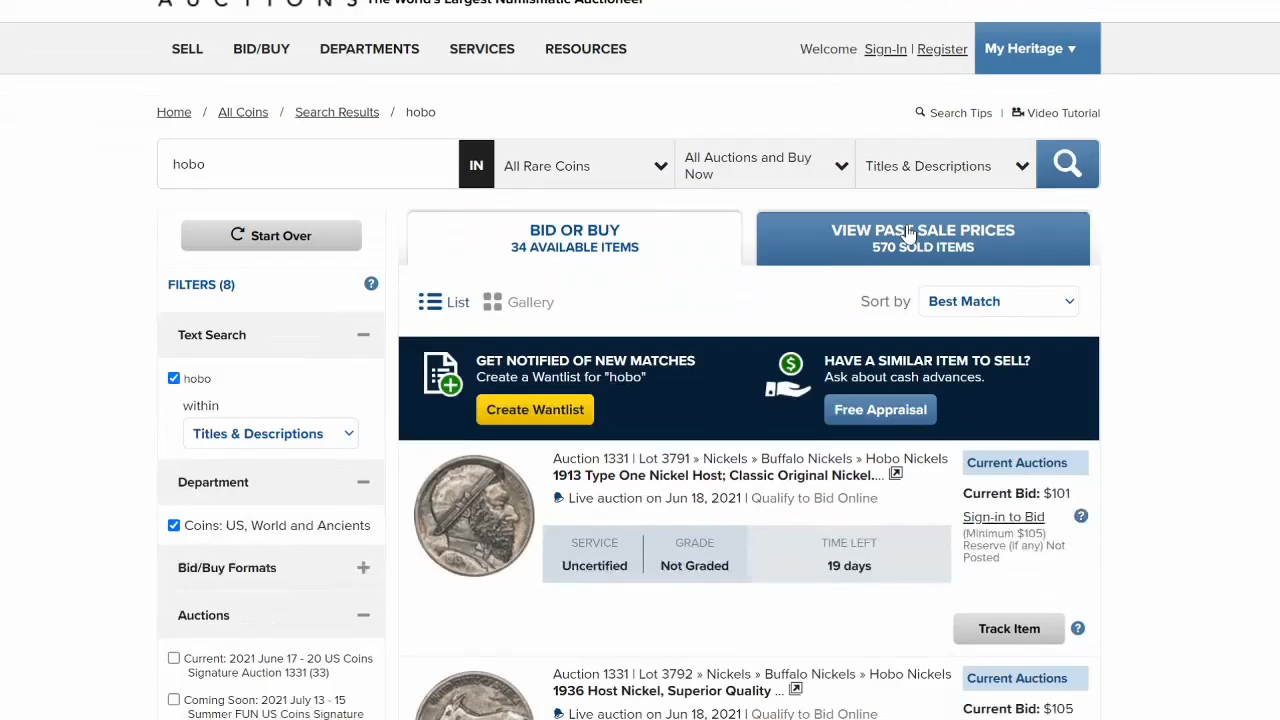 AUCTIONS The World's Largest Numismatic Auctioneer
SELL BID/BUY DEPARTMENTS SERVICES RESOURCES Welcome Sign-In | Register My Heritage ▼
Home / All Coins / Search Results / hobo Search Tips | Video Tutorial
hobo IN All Rare Coins All Auctions and Buy Now Titles & Descriptions
Start Over
BID OR BUY
34 AVAILABLE ITEMS
VIEW PAST SALE PRICES
570 SOLD ITEMS
FILTERS (8) ?
List Gallery Sort by Best Match
Text Search
hobo
within
Titles & Descriptions
GET NOTIFIED OF NEW MATCHES
Create a Wantlist for "hobo"
Create Wantlist
HAVE A SIMILAR ITEM TO SELL?
Ask about cash advances.
Free Appraisal
Department
Coins: US, World and Ancients
Bid/Buy Formats
Auctions
Current: 2021 June 17 - 20 US Coins
Signature Auction 1331 (33)
Coming Soon: 2021 July 13 - 15
Summer FUN US Coins Signature
Auction 1331 | Lot 3791 » Nickels » Buffalo Nickels » Hobo Nickels
1913 Type One Nickel Host; Classic Original Nickel....
Live auction on Jun 18, 2021 | Qualify to Bid Online
SERVICE GRADE TIME LEFT
Uncertified Not Graded 19 days
Current Auctions
Current Bid: $101
Sign-in to Bid ?
(Minimum $105)
Reserve (if any) Not
Posted
Track Item ?
Auction 1331 | Lot 3792 » Nickels » Buffalo Nickels » Hobo Nickels
1936 Host Nickel, Superior Quality ...
Live auction on Jun 18, 2021 | Qualify to Bid Online
Current Auctions
Current Bid: $105